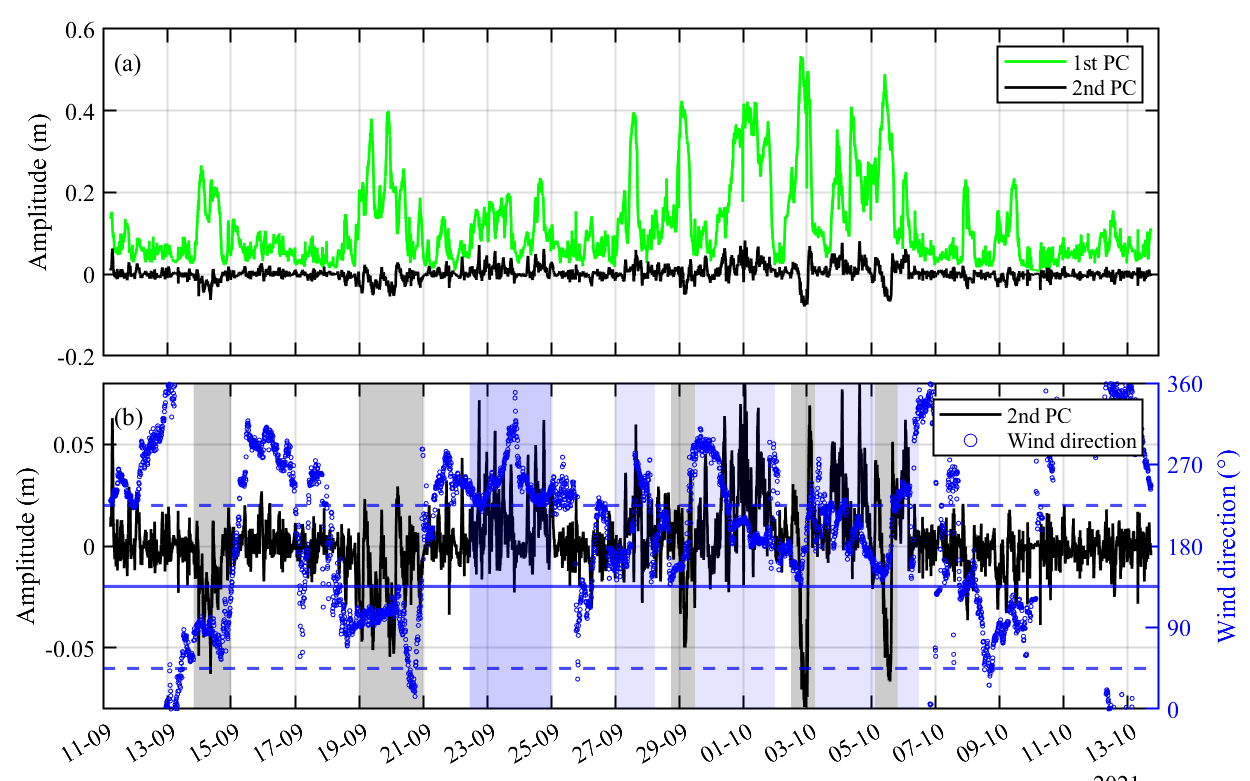 0.6
(a)
1st PC
2nd PC
0.4
0.2
0
-0.2
Amplitude (m)
(b)
2nd PC
Wind direction
0.05
0
-0.05
Amplitude (m)
360
270
180
90
0
Wind direction (°)
11-09 13-09 15-09 17-09 19-09 21-09 23-09 25-09 27-09 29-09 01-10 03-10 05-10 07-10 09-10 11-10 13-10